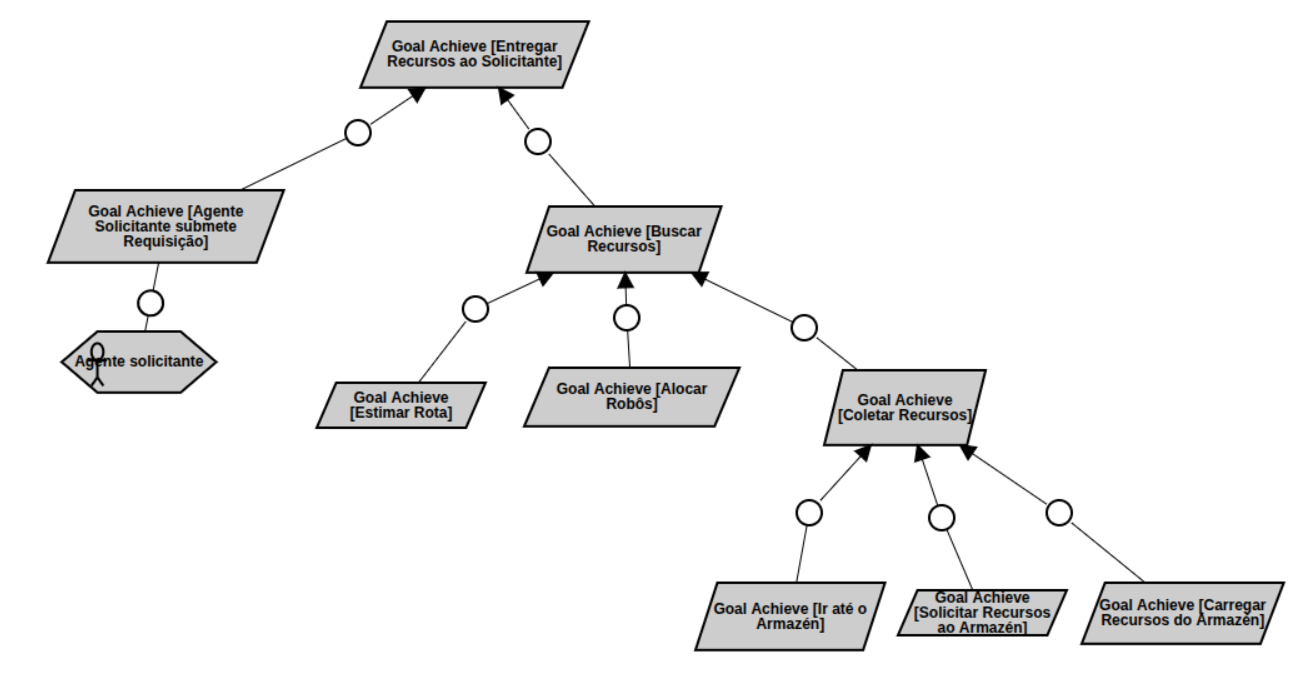 Goal Achieve [Entregar
Recursos ao Solicitante]
Goal Achieve [Agente
Solicitante submete
Requisição]
Goal Achieve [Buscar
Recursos]
Agente solicitante
Goal Achieve
[Estimar Rota]
Goal Achieve [Alocar
Robôs]
Goal Achieve
[Coletar Recursos]
Goal Achieve [Ir até o
Armazén]
Goal Achieve
[Solicitar Recursos
ao Armazén]
Goal Achieve [Carregar
Recursos do Armazén]